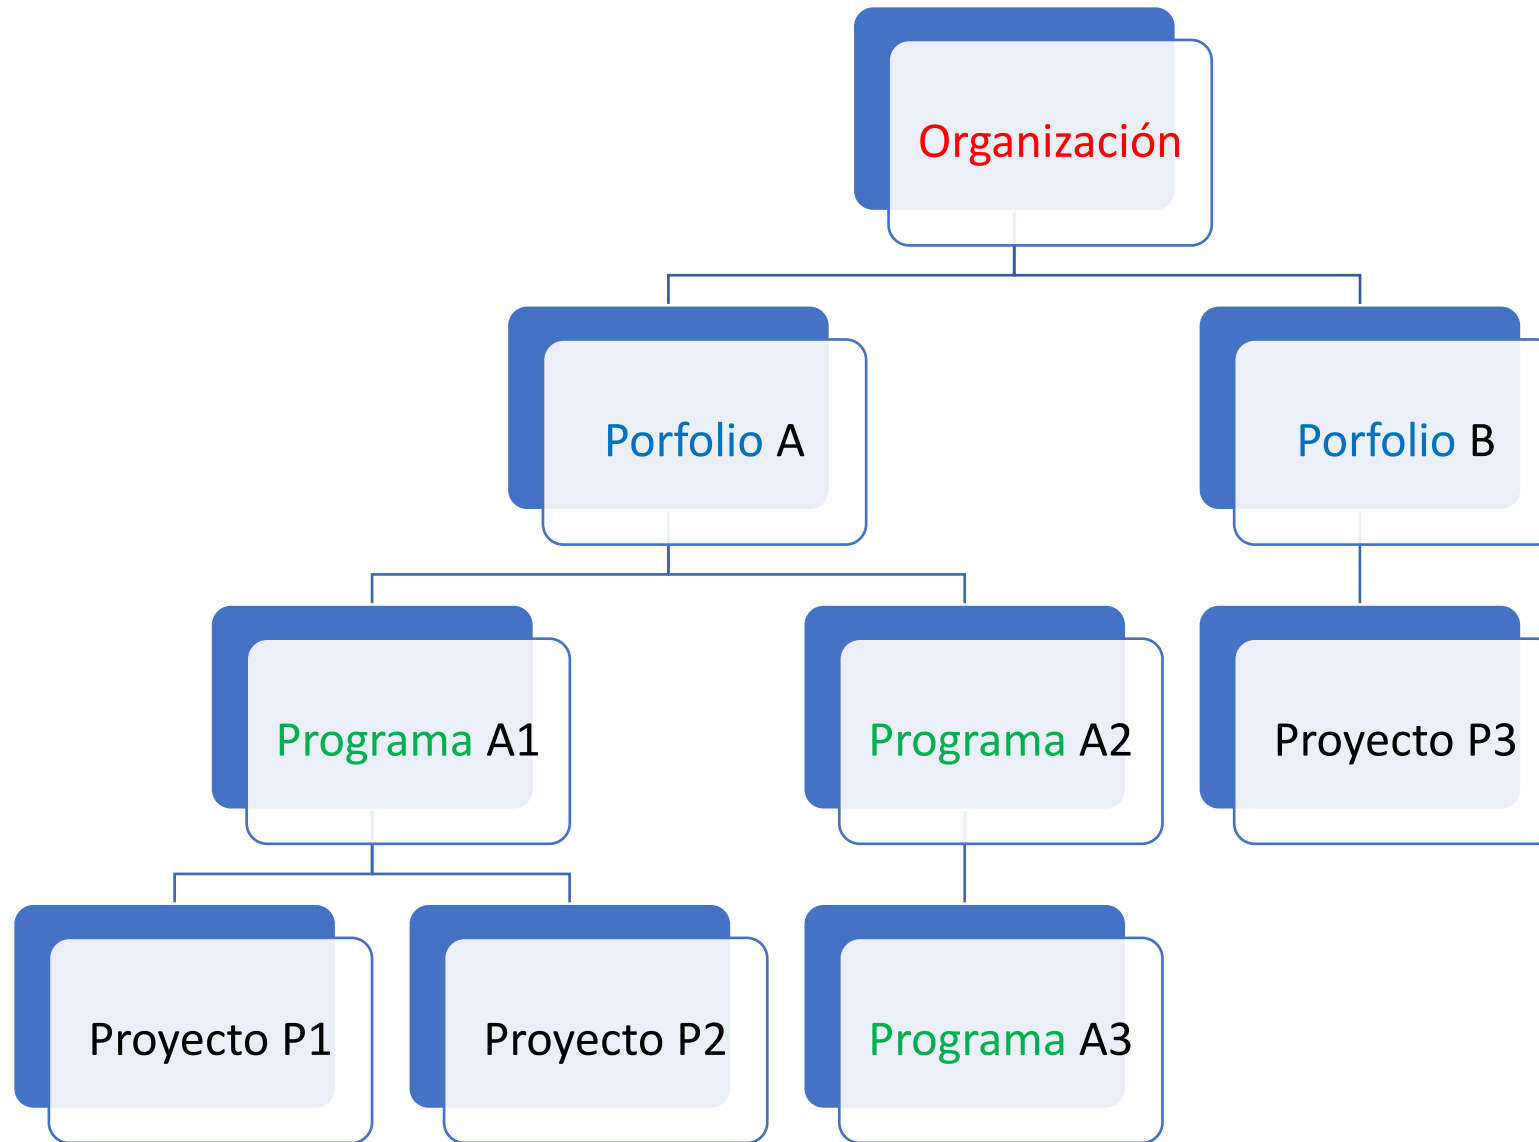 Organización
Porfolio A
Porfolio B
Programa A1
Programa A2
Proyecto P3
Proyecto P1
Proyecto P2
Programa A3